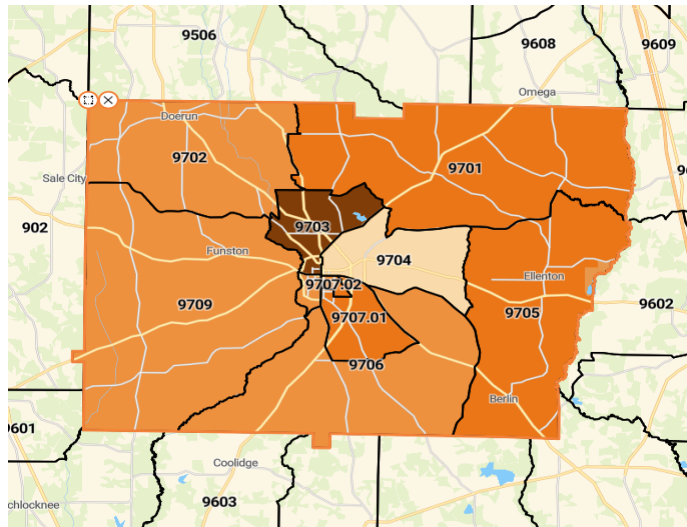 9506
9608
9609
Omega
Doerun
9702
9701
Sale City
902
9703
Funston
9704
Ellenton
9707.02
9709
9707.01
9705
9602
9706
Berlin
9601
Coolidge
9603
chlocknee